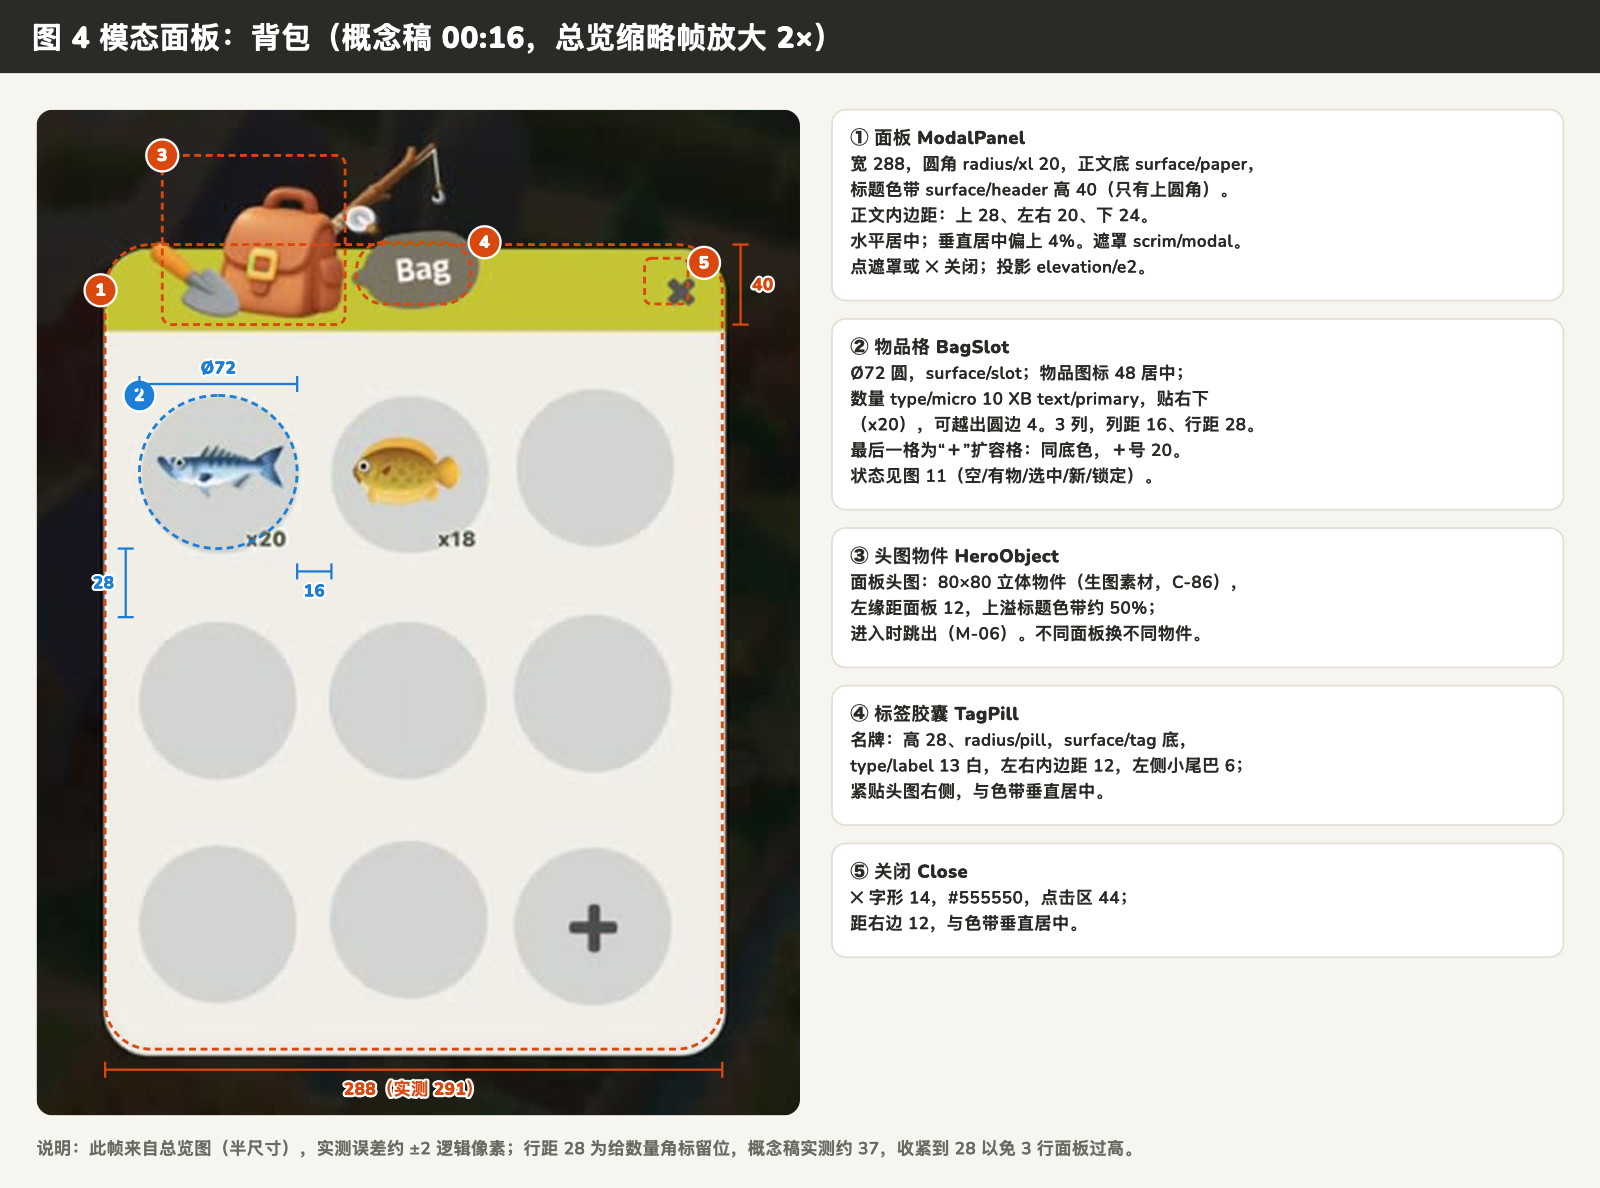 图 4 模态面板：背包（概念稿 00:16，总览缩略帧放大 2×）
3
4
Bag
5
1
40
Ø72
2
x20
x18
28
16
288（实测 291）
① 面板 ModalPanel
宽 288，圆角 radius/xl 20，正文底 surface/paper，
标题色带 surface/header 高 40（只有上圆角）。
正文内边距：上 28、左右 20、下 24。
水平居中；垂直居中偏上 4%。遮罩 scrim/modal。
点遮罩或 ✕ 关闭；投影 elevation/e2。
② 物品格 BagSlot
Ø72 圆，surface/slot；物品图标 48 居中；
数量 type/micro 10 XB text/primary，贴右下
（x20），可越出圆边 4。3 列，列距 16、行距 28。
最后一格为“＋”扩容格：同底色，＋号 20。
状态见图 11（空/有物/选中/新/锁定）。
③ 头图物件 HeroObject
面板头图：80×80 立体物件（生图素材，C-86），
左缘距面板 12，上溢标题色带约 50%；
进入时跳出（M-06）。不同面板换不同物件。
④ 标签胶囊 TagPill
名牌：高 28、radius/pill，surface/tag 底，
type/label 13 白，左右内边距 12，左侧小尾巴 6；
紧贴头图右侧，与色带垂直居中。
⑤ 关闭 Close
✕ 字形 14，#555550，点击区 44；
距右边 12，与色带垂直居中。
说明：此帧来自总览图（半尺寸），实测误差约 ±2 逻辑像素；行距 28 为给数量角标留位，概念稿实测约 37，收紧到 28 以免 3 行面板过高。